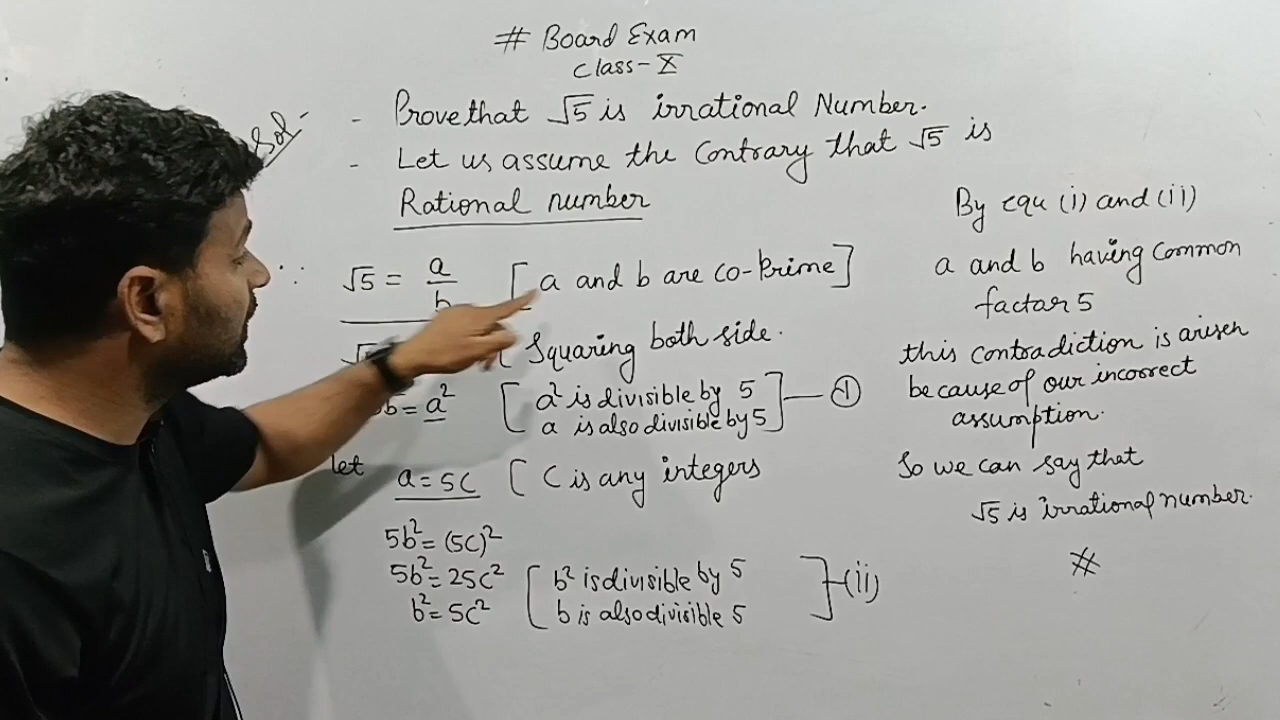 # Board Exam
Class-X
Sol-
- Prove that √5 is irrational Number.
- Let us assume the Contrary that √5 is
Rational number
∵ √5 = a/b [a and b are co-Prime]
[Squaring both side.
= a² [a² is divisible by 5
a is also divisible by 5] — ①
let a = 5c [C is any integers
5b² = (5c)²
5b² = 25c² [b² is divisible by 5
b² = 5c² b is also divisible 5] – (ii)
By equ (i) and (ii)
a and b having Common
factor 5
this contradiction is arisen
because of our incorrect
assumption.
So we can say that
√5 is irrational number.
#